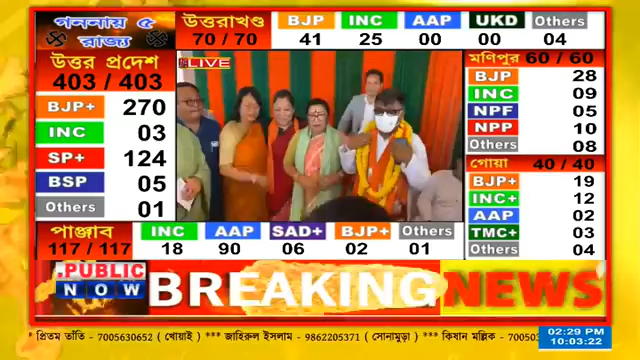 গননায় ৫
রাজ্য
উত্তরাখণ্ড
70 / 70
BJP INC AAP UKD Others
41 25 00 00 04
উত্তর প্রদেশ
403 / 403
BJP+ 270
INC 03
SP+ 124
BSP 05
Others 01
LIVE
মণিপুর 60 / 60
BJP 28
INC 09
NPF 05
NPP 10
Others 08
গোয়া 40 / 40
BJP+ 19
INC+ 12
AAP 02
TMC+ 03
Others 04
পাঞ্জাব
117 / 117
INC AAP SAD+ BJP+ Others
18 90 06 02 01
.PUBLIC
NOW
BREAKING NEWS
* প্রিতম তাঁতি - 7005630652 ( খোয়াই ) *** জাহিরুল ইসলাম - 9862205371 ( সোনামুড়া ) *** কিষান মল্লিক - 70050
02:29 PM
10:03:22